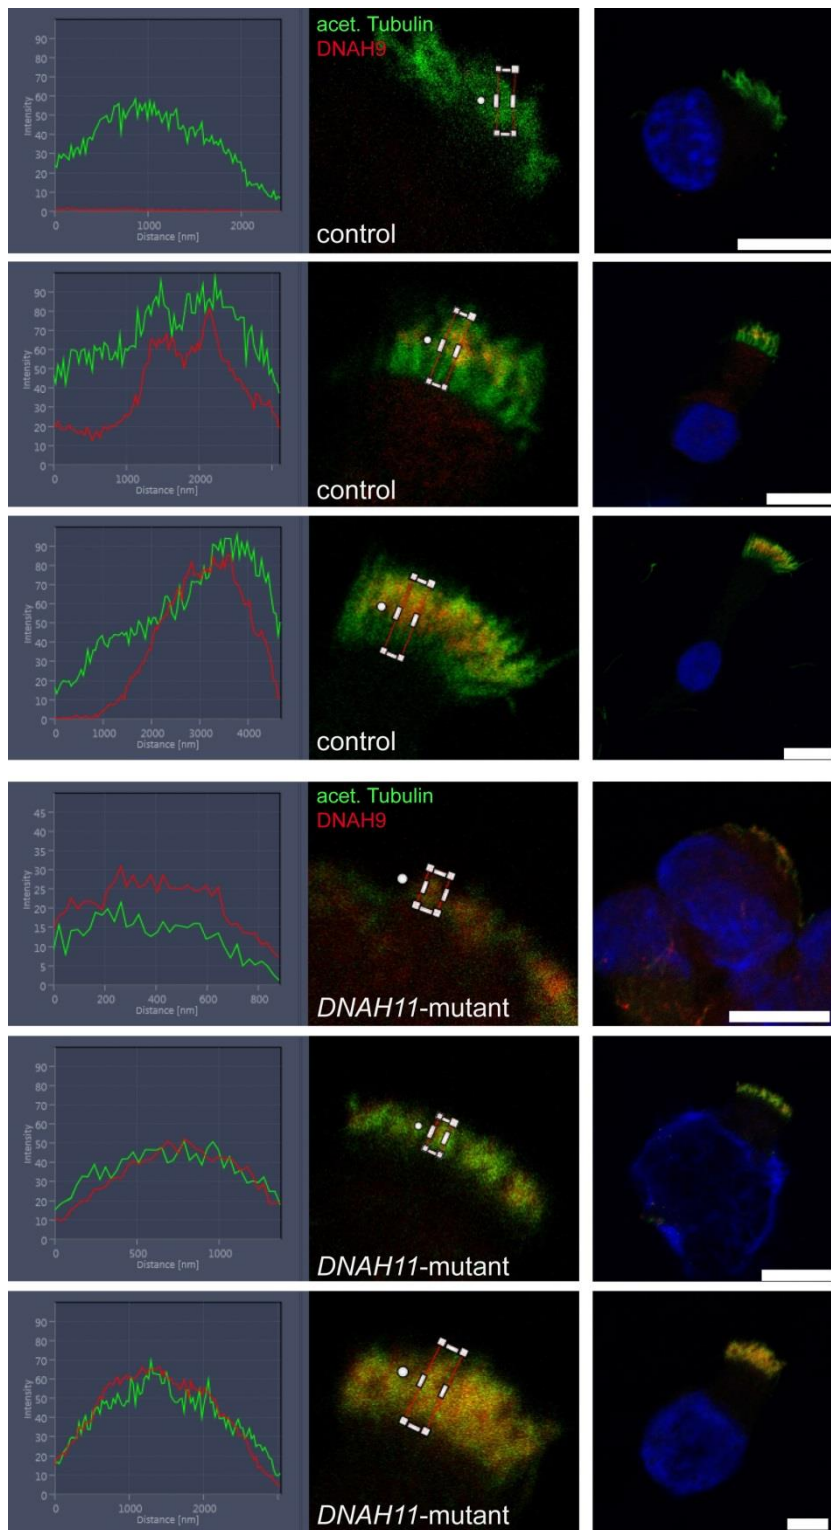 90
80
70
60
50
40
30
20
10
0
Intensity
0 1000 2000
Distance [nm]
acet. Tubulin
DNAH9
control
90
80
70
60
50
40
30
20
10
0
Intensity
0 1000 2000
Distance [nm]
control
90
80
70
60
50
40
30
20
10
0
Intensity
0 1000 2000 3000 4000
Distance [nm]
control
45
40
35
30
25
20
15
10
5
0
Intensity
0 200 400 600 800
Distance [nm]
acet. Tubulin
DNAH9
DNAH11-mutant
90
80
70
60
50
40
30
20
10
0
Intensity
0 500 1000
Distance [nm]
DNAH11-mutant
90
80
70
60
50
40
30
20
10
0
Intensity
0 1000 2000
Distance [nm]
DNAH11-mutant